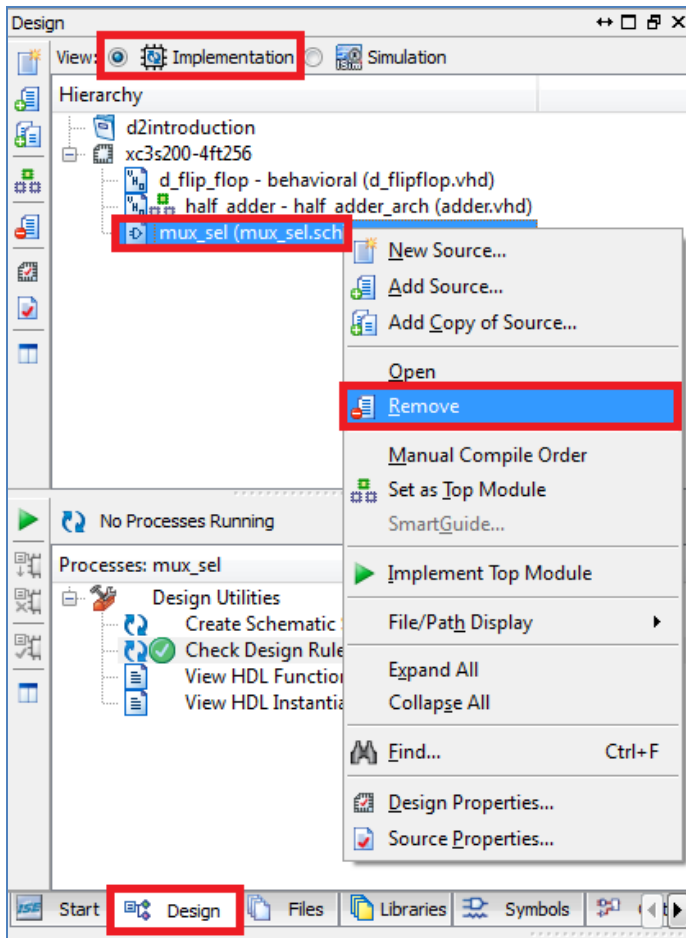 Design
View: Implementation Simulation
Hierarchy
d2introduction
xc3s200-4ft256
d_flip_flop - behavioral (d_flipflop.vhd)
half_adder - half_adder_arch (adder.vhd)
mux_sel (mux_sel.sch
New Source...
Add Source...
Add Copy of Source...
Open
Remove
Manual Compile Order
Set as Top Module
SmartGuide...
Implement Top Module
File/Path Display
Expand All
Collapse All
Find... Ctrl+F
Design Properties...
Source Properties...
No Processes Running
Processes: mux_sel
Design Utilities
Create Schematic
Check Design Rule
View HDL Function
View HDL Instantia
ISE Start Design Files Libraries Symbols